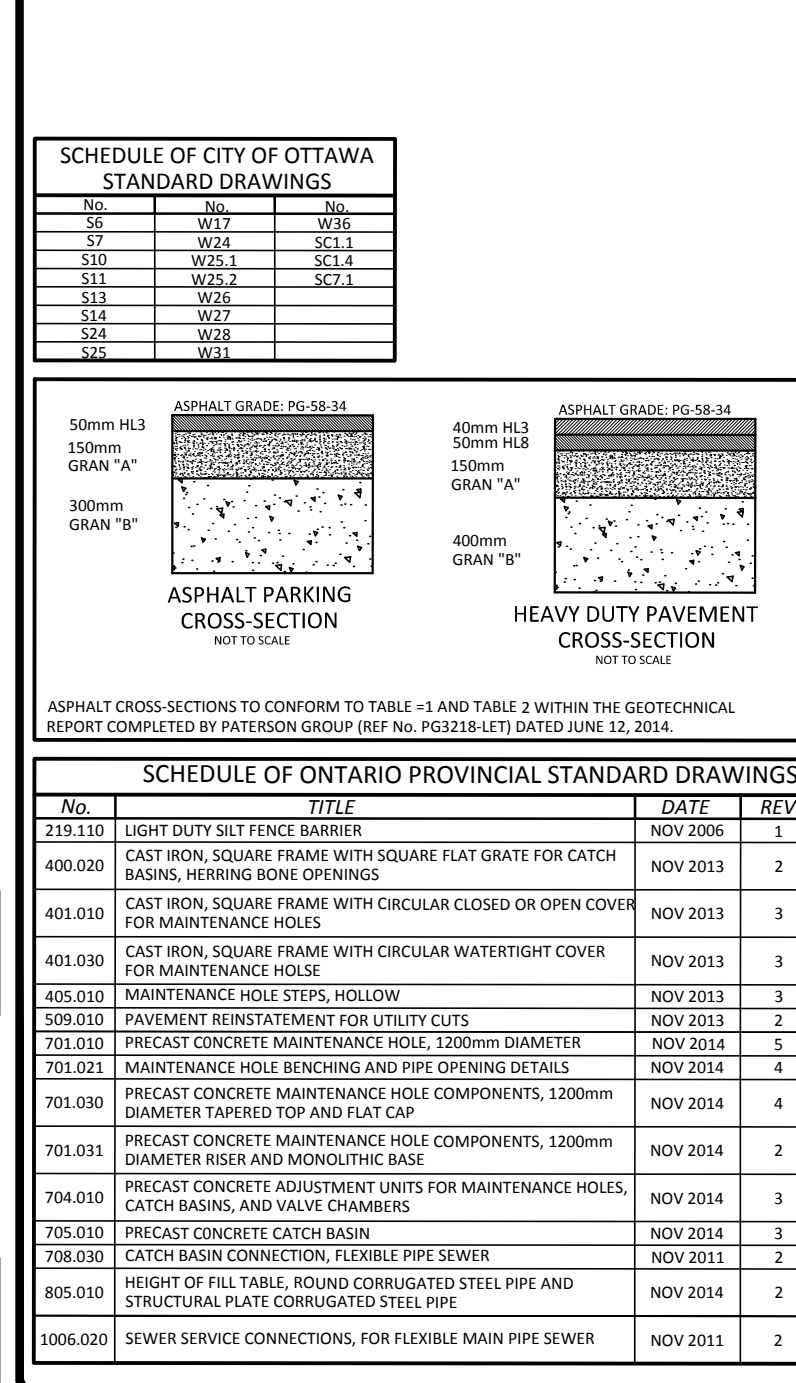 SCHEDULE OF CITY OF OTTAWA
STANDARD DRAWINGS
No. No. No.
S6 W17 W36
S7 W24 SC1.1
S10 W25.1 SC1.4
S11 W25.2 SC7.1
S13 W26
S14 W27
S24 W28
S25 W31
ASPHALT GRADE: PG-58-34
50mm HL3
150mm
GRAN "A"
300mm
GRAN "B"
ASPHALT PARKING
CROSS-SECTION
NOT TO SCALE
ASPHALT GRADE: PG-58-34
40mm HL3
50mm HL8
150mm
GRAN "A"
400mm
GRAN "B"
HEAVY DUTY PAVEMENT
CROSS-SECTION
NOT TO SCALE
ASPHALT CROSS-SECTIONS TO CONFORM TO TABLE =1 AND TABLE 2 WITHIN THE GEOTECHNICAL
REPORT COMPLETED BY PATERSON GROUP (REF No. PG3218-LET) DATED JUNE 12, 2014.
SCHEDULE OF ONTARIO PROVINCIAL STANDARD DRAWINGS
No. TITLE DATE REV
219.110 LIGHT DUTY SILT FENCE BARRIER NOV 2006 1
400.020 CAST IRON, SQUARE FRAME WITH SQUARE FLAT GRATE FOR CATCH
BASINS, HERRING BONE OPENINGS NOV 2013 2
401.010 CAST IRON, SQUARE FRAME WITH CIRCULAR CLOSED OR OPEN COVER
FOR MAINTENANCE HOLES NOV 2013 3
401.030 CAST IRON, SQUARE FRAME WITH CIRCULAR WATERTIGHT COVER
FOR MAINTENANCE HOLSE NOV 2013 3
405.010 MAINTENANCE HOLE STEPS, HOLLOW NOV 2013 3
509.010 PAVEMENT REINSTATEMENT FOR UTILITY CUTS NOV 2013 2
701.010 PRECAST C0NCRETE MAINTENANCE HOLE, 1200mm DIAMETER NOV 2014 5
701.021 MAINTENANCE HOLE BENCHING AND PIPE OPENING DETAILS NOV 2014 4
701.030 PRECAST CONCRETE MAINTENANCE HOLE COMPONENTS, 1200mm
DIAMETER TAPERED TOP AND FLAT CAP NOV 2014 4
701.031 PRECAST CONCRETE MAINTENANCE HOLE COMPONENTS, 1200mm
DIAMETER RISER AND MONOLITHIC BASE NOV 2014 2
704.010 PRECAST CONCRETE ADJUSTMENT UNITS FOR MAINTENANCE HOLES,
CATCH BASINS, AND VALVE CHAMBERS NOV 2014 3
705.010 PRECAST C0NCRETE CATCH BASIN NOV 2014 3
708.030 CATCH BASIN CONNECTION, FLEXIBLE PIPE SEWER NOV 2011 2
805.010 HEIGHT OF FILL TABLE, ROUND CORRUGATED STEEL PIPE AND
STRUCTURAL PLATE CORRUGATED STEEL PIPE NOV 2014 2
1006.020 SEWER SERVICE CONNECTIONS, FOR FLEXIBLE MAIN PIPE SEWER NOV 2011 2